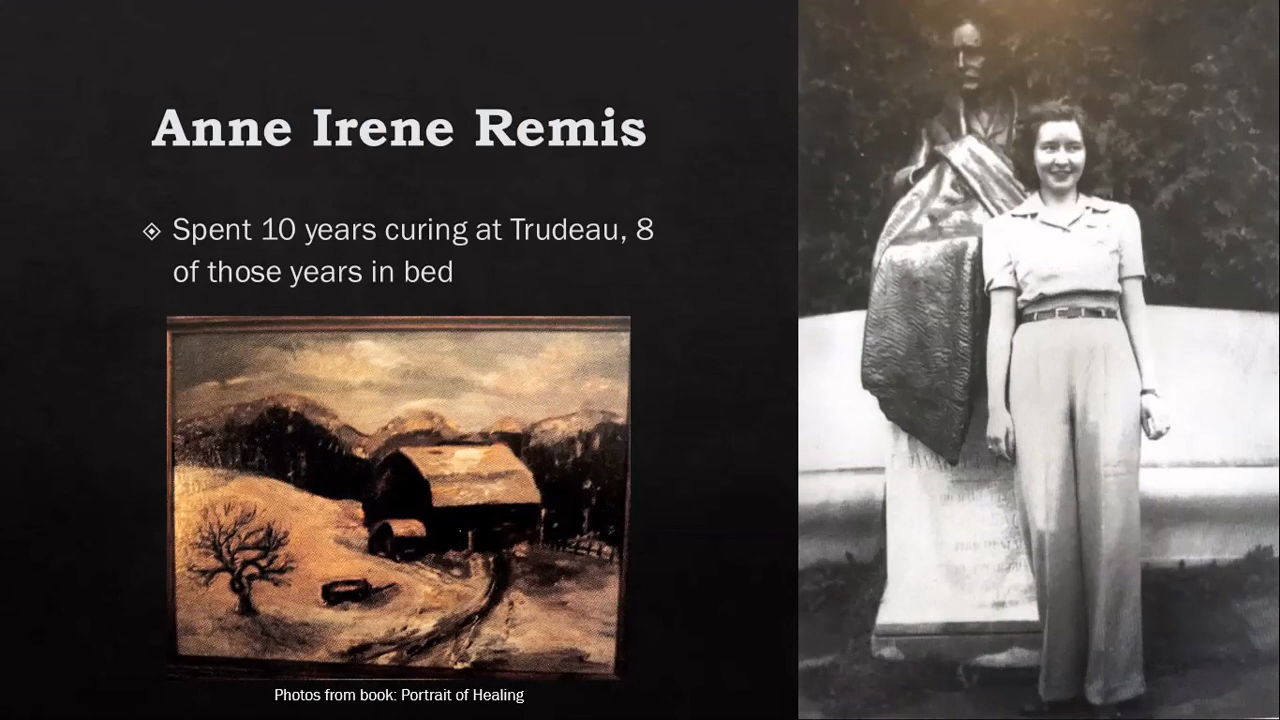 Anne Irene Remis
Spent 10 years curing at Trudeau, 8
of those years in bed
Photos from book: Portrait of Healing